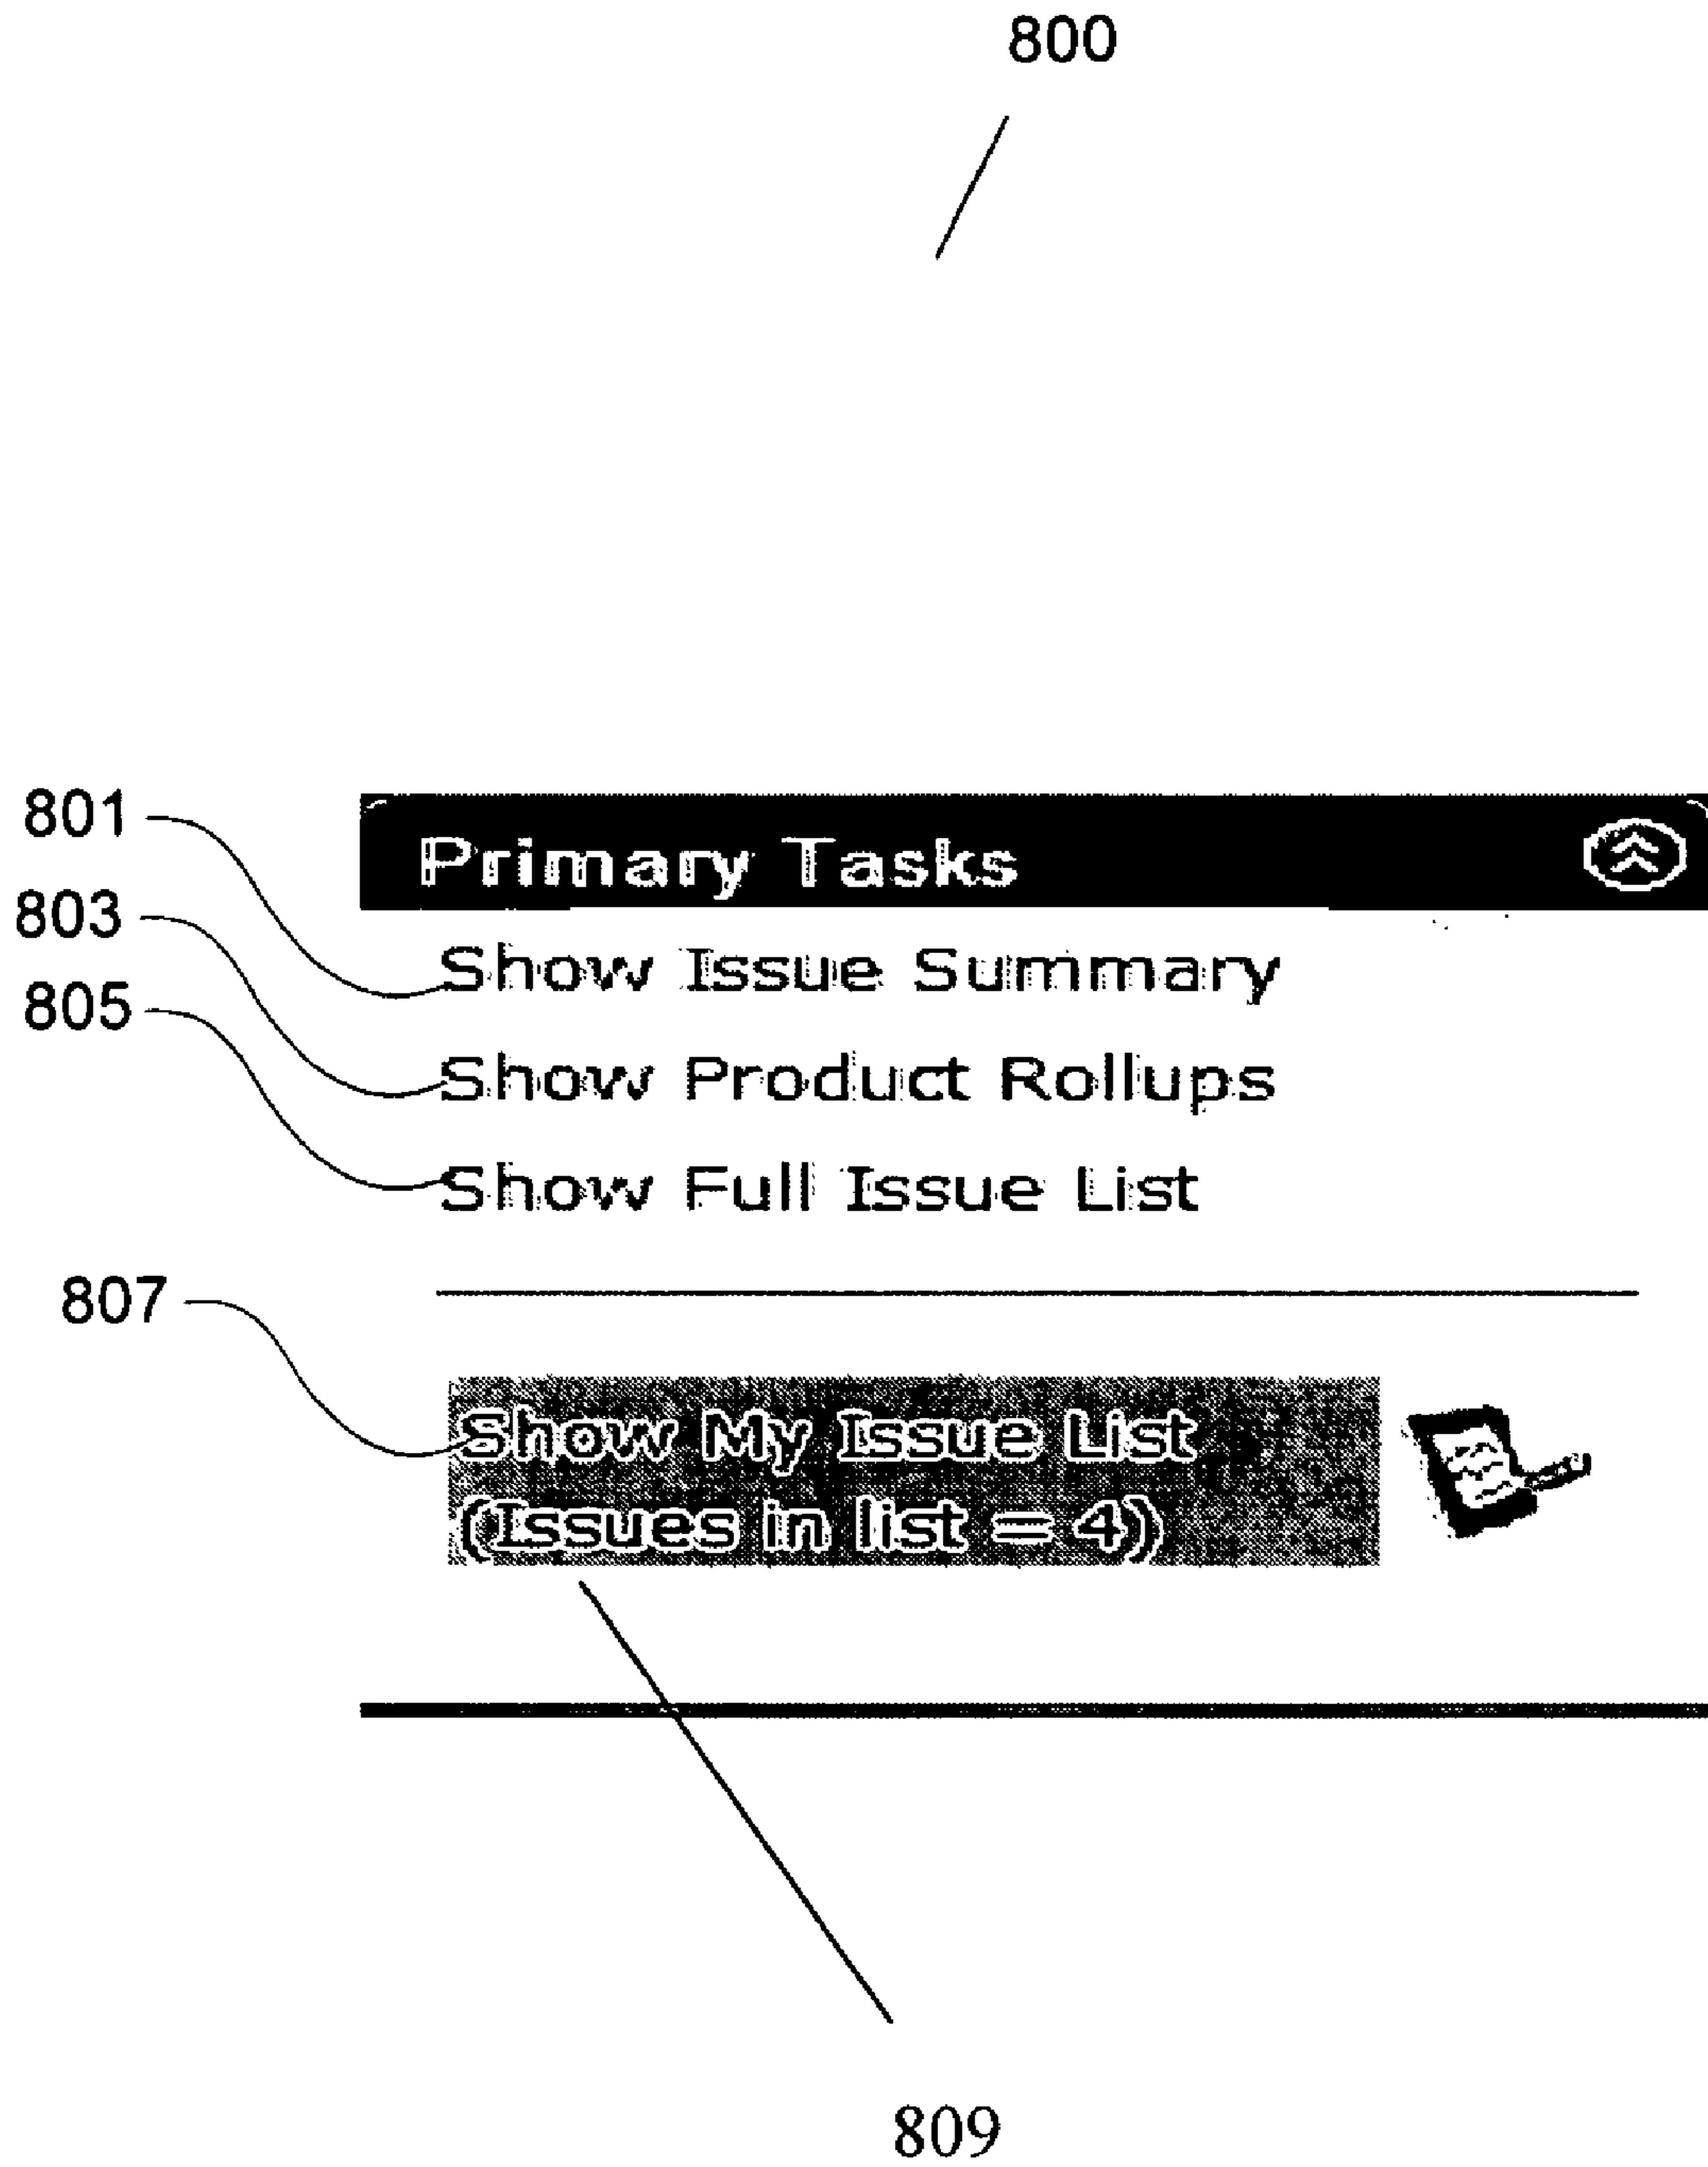 800
801
Primary Tasks
803
Show Issue Summary
805
Show Product Rollups
Show Full Issue List
807
Show My Issue List
(Issues in list = 4)
809